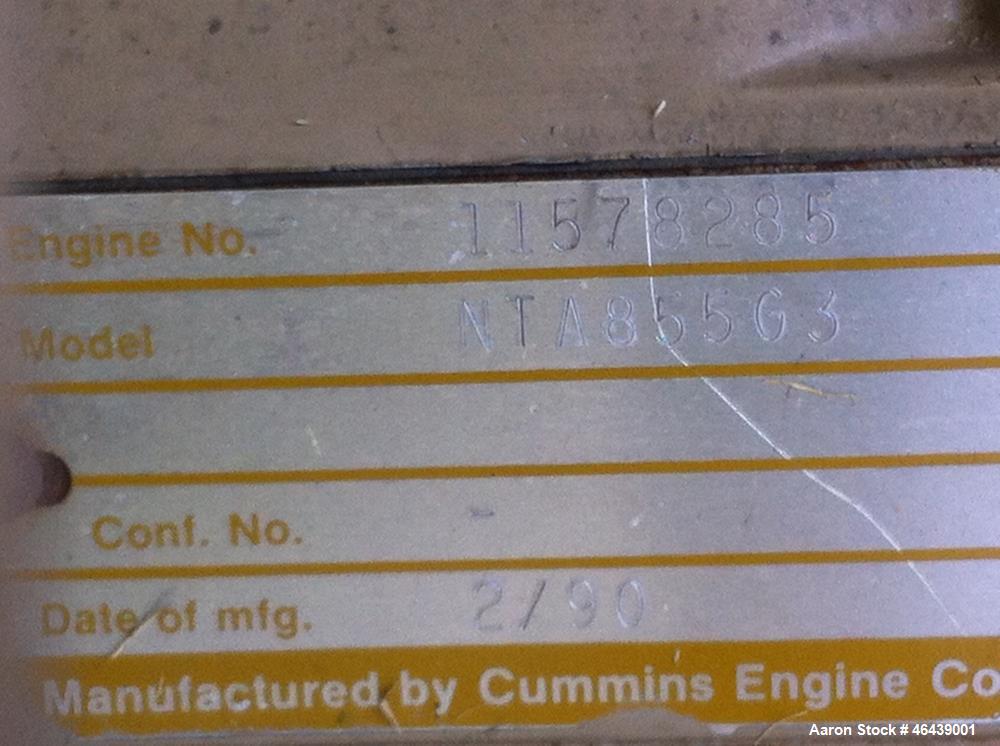 Engine No. 11578285
Model NTA855G3
Conf. No. -
Date of mfg. 2/90
Manufactured by Cummins Engine Co
Aaron Stock # 46439001